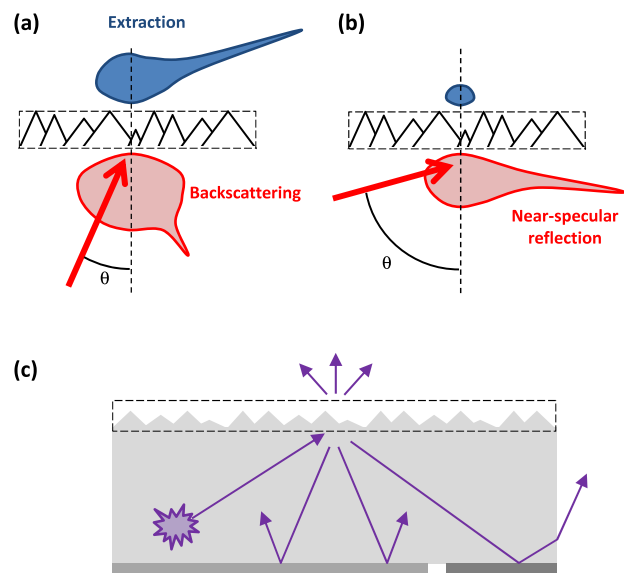 (a)
Extraction
Backscattering
θ
(b)
Near-specular
reflection
θ
(c)